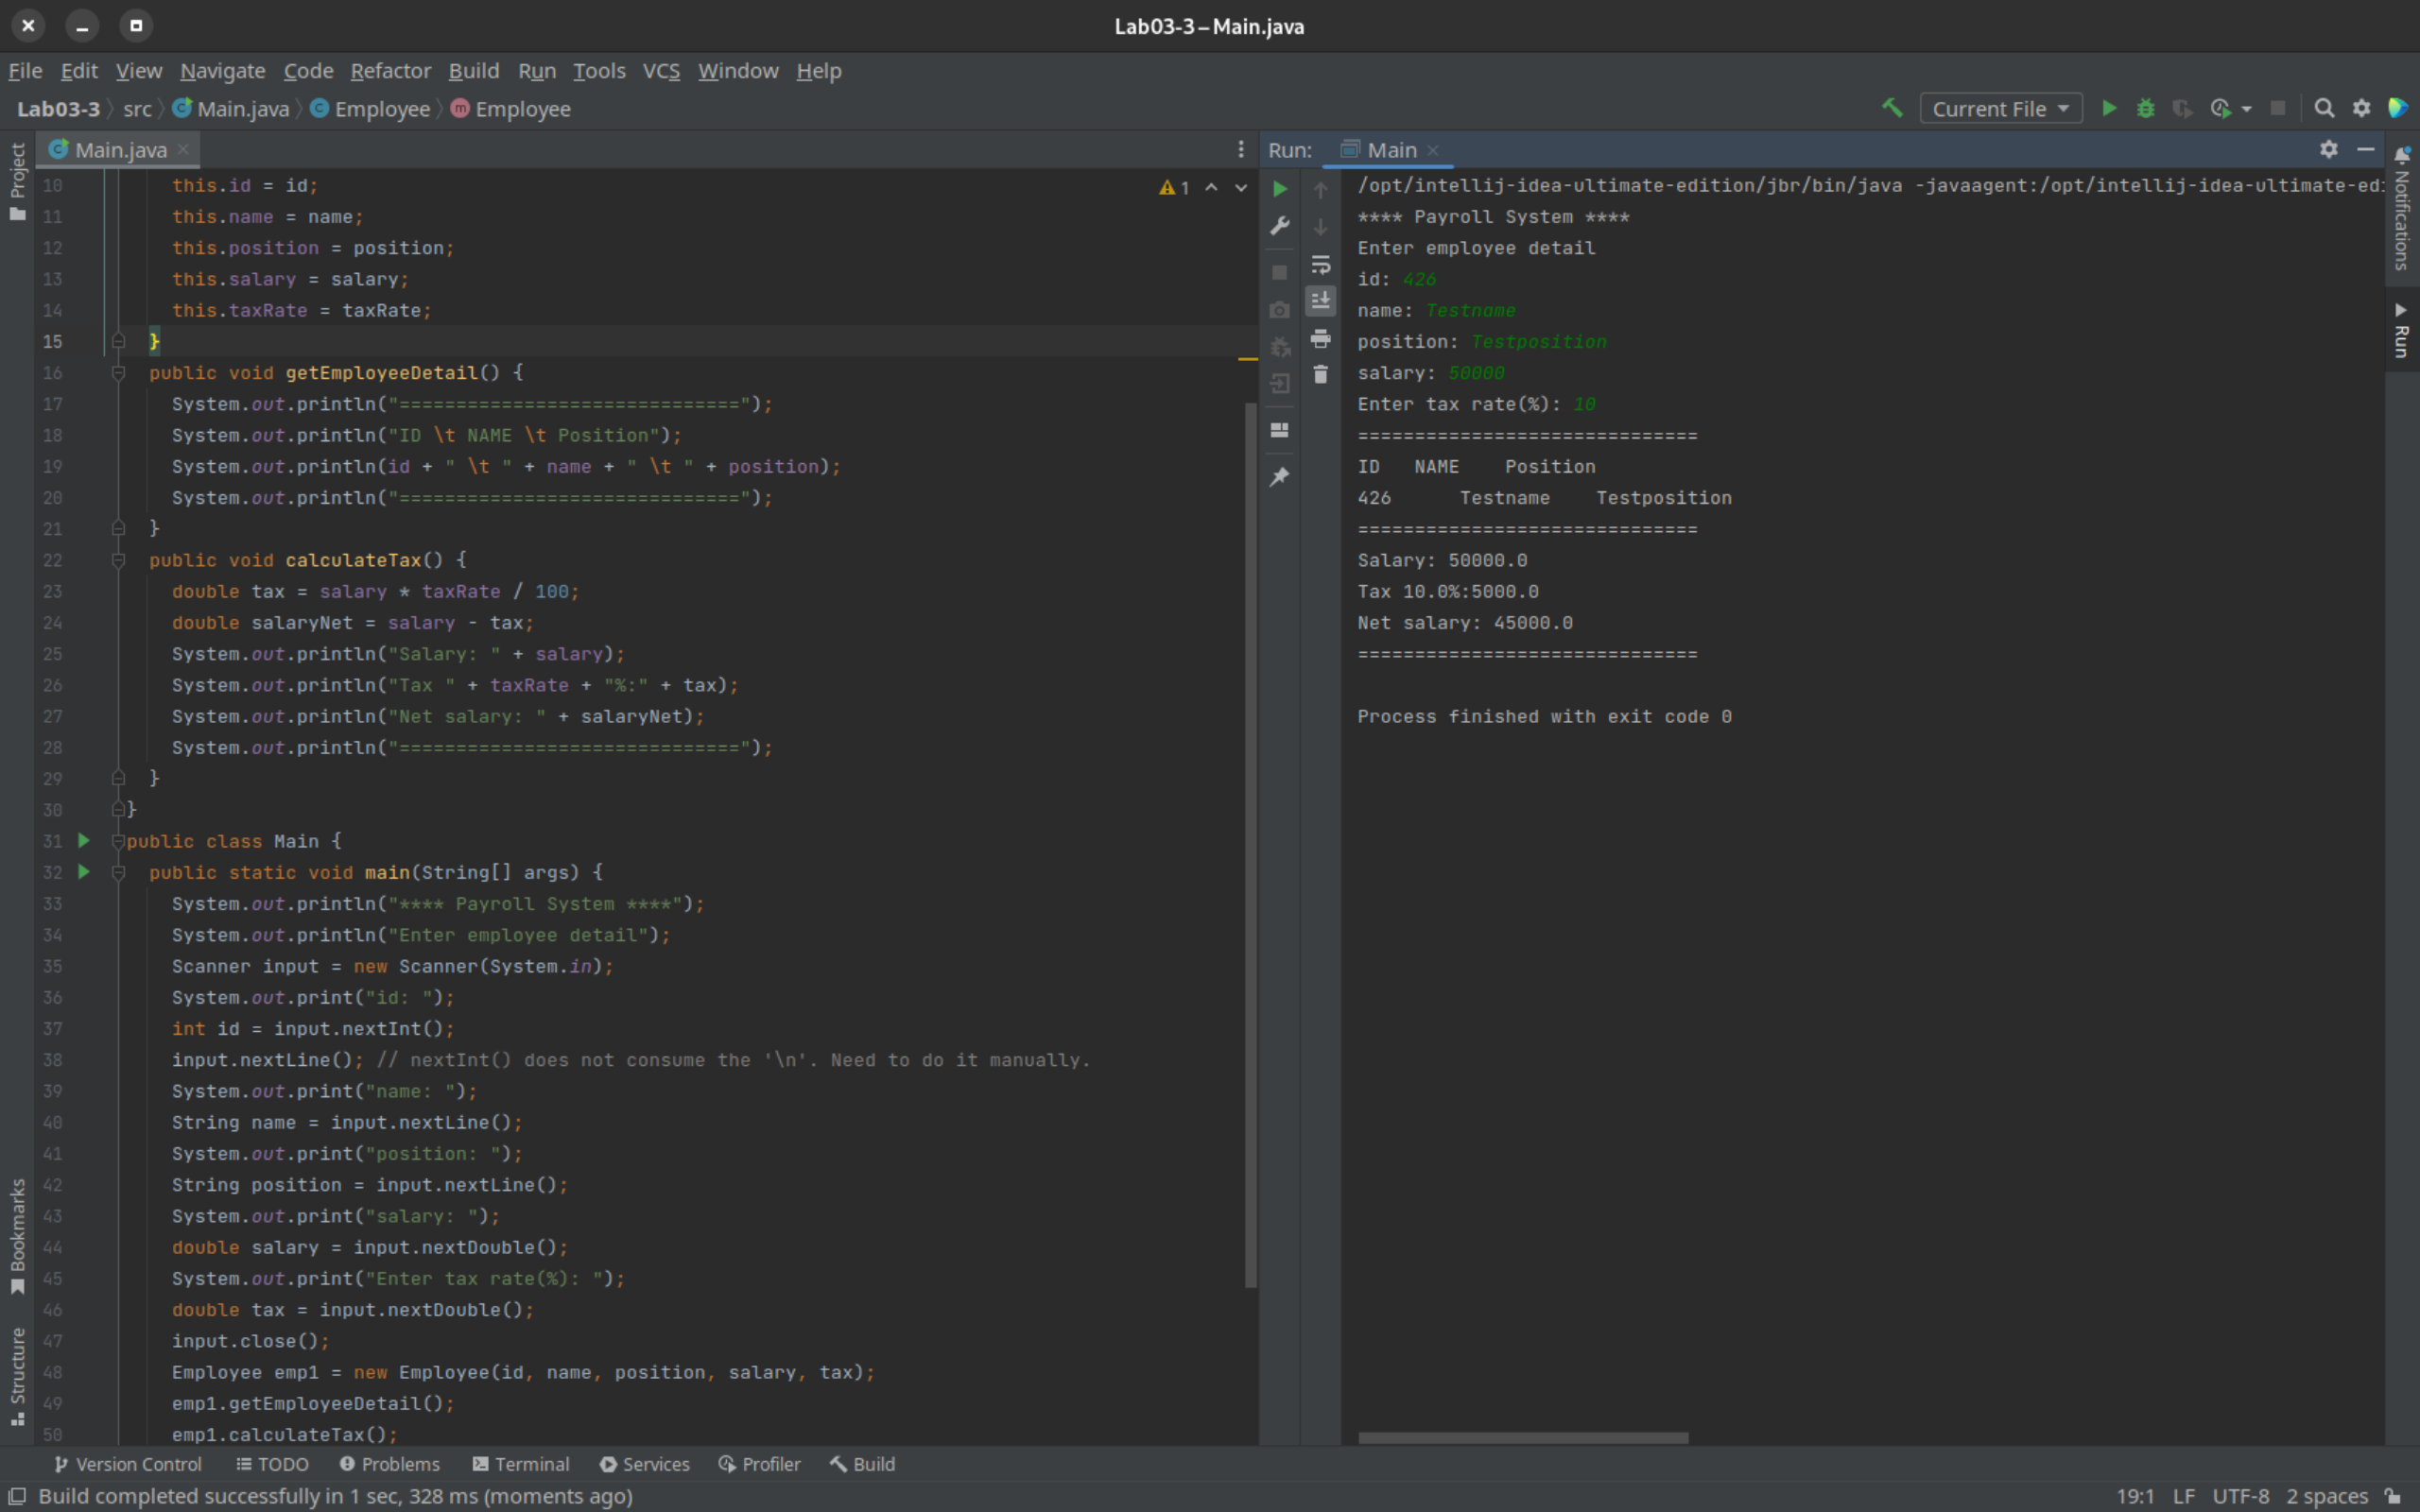 Lab03-3 – Main.java
File Edit View Navigate Code Refactor Build Run Tools VCS Window Help
Lab03-3 src Main.java Employee Employee
Current File
Project
Main.java
1
10 this.id = id;
11 this.name = name;
12 this.position = position;
13 this.salary = salary;
14 this.taxRate = taxRate;
15 }
16 public void getEmployeeDetail() {
17 System.out.println("==============================");
18 System.out.println("ID \t NAME \t Position");
19 System.out.println(id + " \t " + name + " \t " + position);
20 System.out.println("==============================");
21 }
22 public void calculateTax() {
23 double tax = salary * taxRate / 100;
24 double salaryNet = salary - tax;
25 System.out.println("Salary: " + salary);
26 System.out.println("Tax " + taxRate + "%:" + tax);
27 System.out.println("Net salary: " + salaryNet);
28 System.out.println("==============================");
29 }
30 }
31 public class Main {
32 public static void main(String[] args) {
33 System.out.println("**** Payroll System ****");
34 System.out.println("Enter employee detail");
35 Scanner input = new Scanner(System.in);
36 System.out.print("id: ");
37 int id = input.nextInt();
38 input.nextLine(); // nextInt() does not consume the '\n'. Need to do it manually.
39 System.out.print("name: ");
40 String name = input.nextLine();
41 System.out.print("position: ");
42 String position = input.nextLine();
43 System.out.print("salary: ");
44 double salary = input.nextDouble();
45 System.out.print("Enter tax rate(%): ");
46 double tax = input.nextDouble();
47 input.close();
48 Employee emp1 = new Employee(id, name, position, salary, tax);
49 emp1.getEmployeeDetail();
50 emp1.calculateTax();
Run: Main
/opt/intellij-idea-ultimate-edition/jbr/bin/java -javaagent:/opt/intellij-idea-ultimate-edi
**** Payroll System ****
Enter employee detail
id: 426
name: Testname
position: Testposition
salary: 50000
Enter tax rate(%): 10
==============================
ID NAME Position
426 Testname Testposition
==============================
Salary: 50000.0
Tax 10.0%:5000.0
Net salary: 45000.0
==============================
Process finished with exit code 0
Notifications
Run
Bookmarks
Structure
Version Control TODO Problems Terminal Services Profiler Build
Build completed successfully in 1 sec, 328 ms (moments ago)
19:1 LF UTF-8 2 spaces